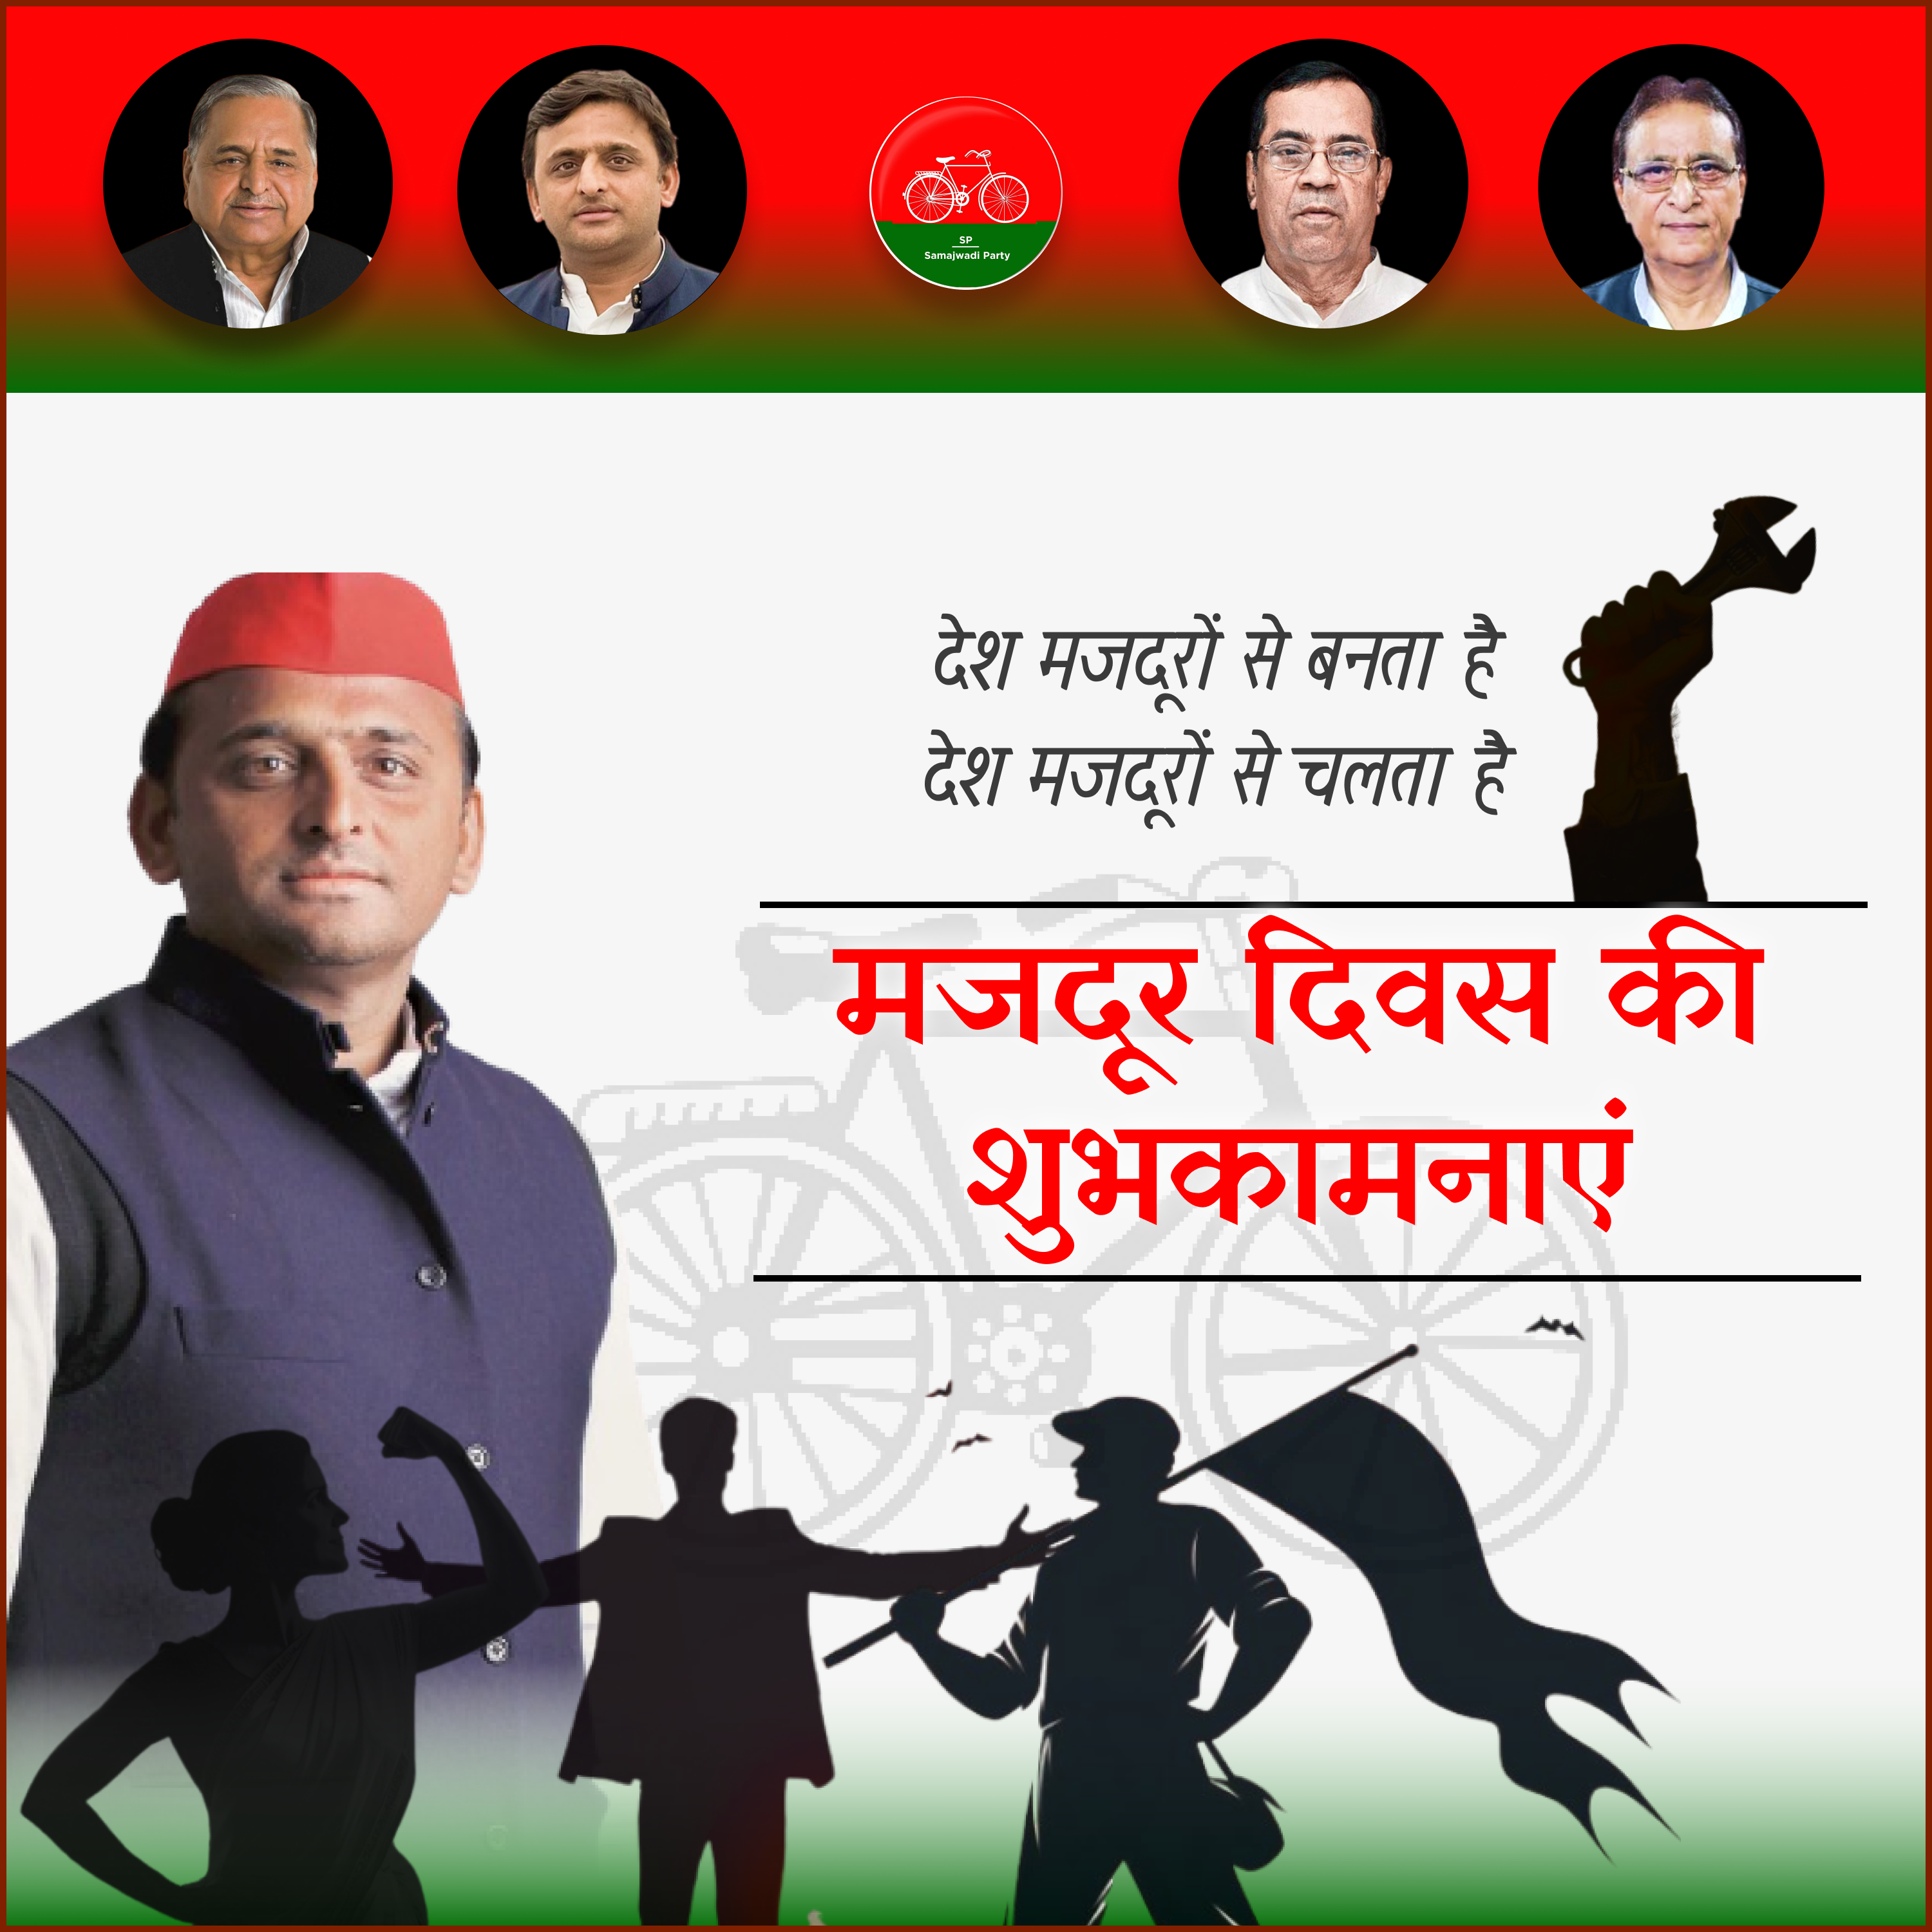 SP
Samajwadi Party
देश मजदूरों से बनता है
देश मजदूरों से चलता है
मजदूर दिवस की
शुभकामनाएं